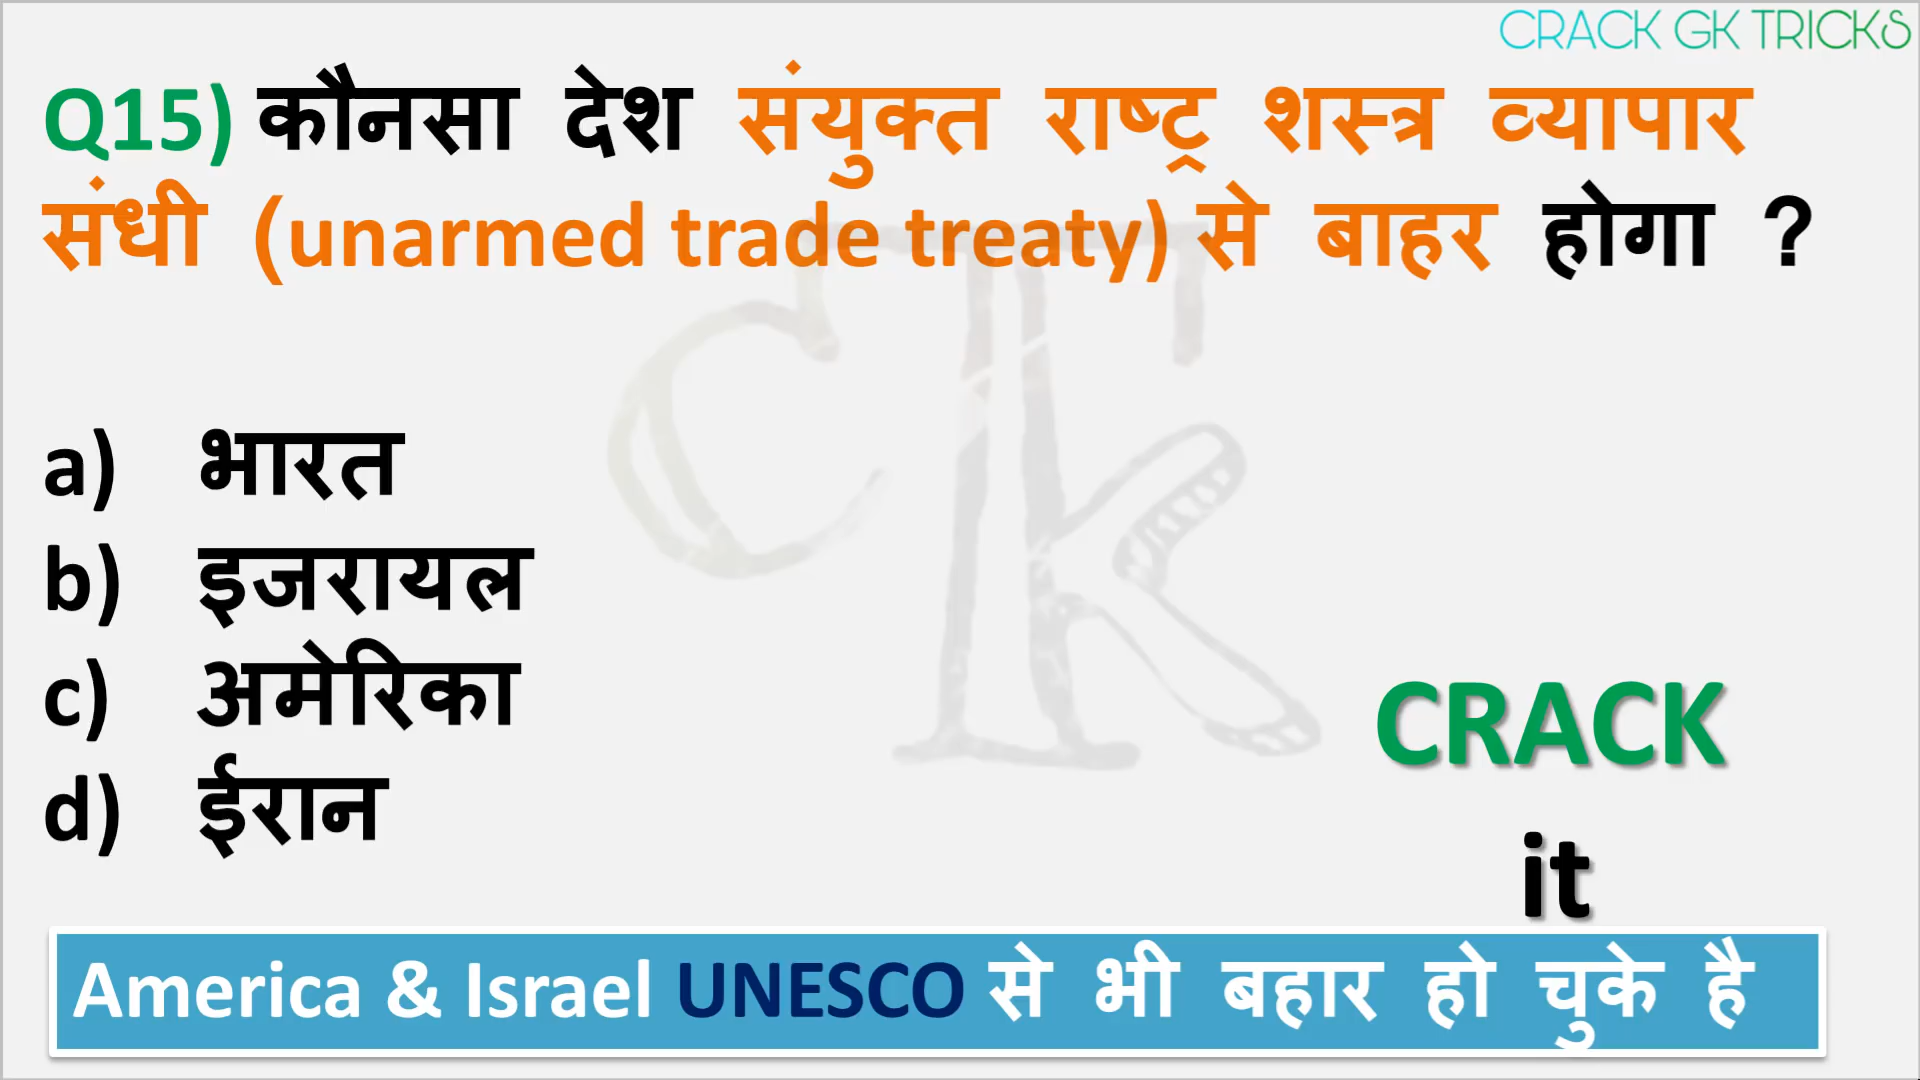 CRACK GK TRICKS
Q15) कौनसा देश संयुक्त राष्ट्र शस्त्र व्यापार
संधी (unarmed trade treaty) से बाहर होगा ?
a) भारत
b) इजरायल
c) अमेरिका
d) ईरान
CRACK
it
America & Israel UNESCO से भी बहार हो चुके है
CTK